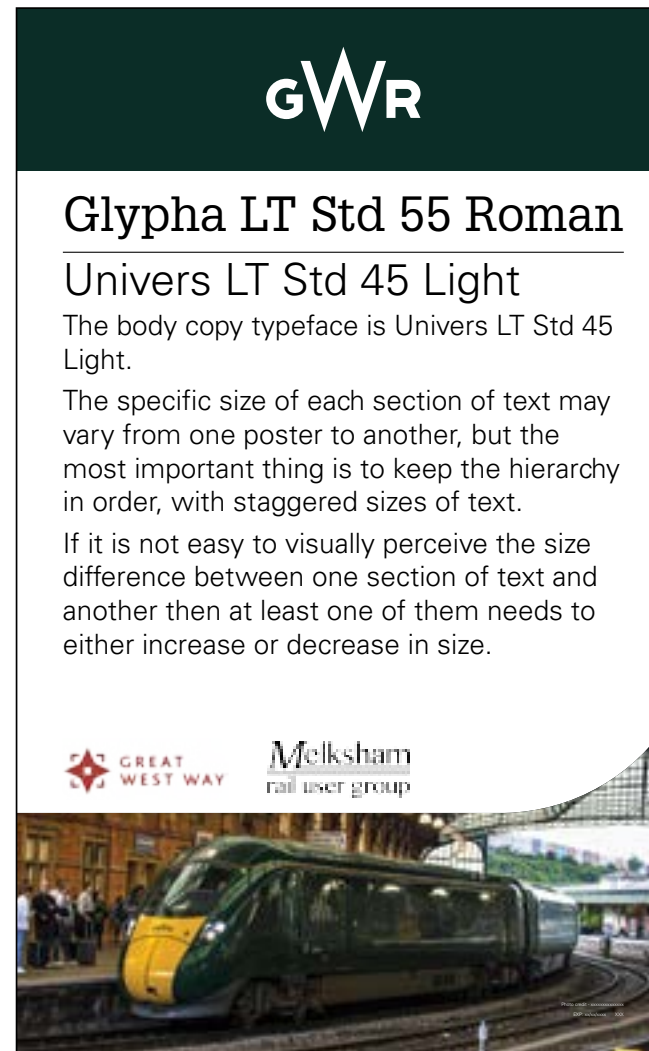 GWR
Glypha LT Std 55 Roman
Univers LT Std 45 Light
The body copy typeface is Univers LT Std 45
Light.
The specific size of each section of text may
vary from one poster to another, but the
most important thing is to keep the hierarchy
in order, with staggered sizes of text.
If it is not easy to visually perceive the size
difference between one section of text and
another then at least one of them needs to
either increase or decrease in size.
GREAT
WEST WAY
Melksham
rail user group
Photo credit -